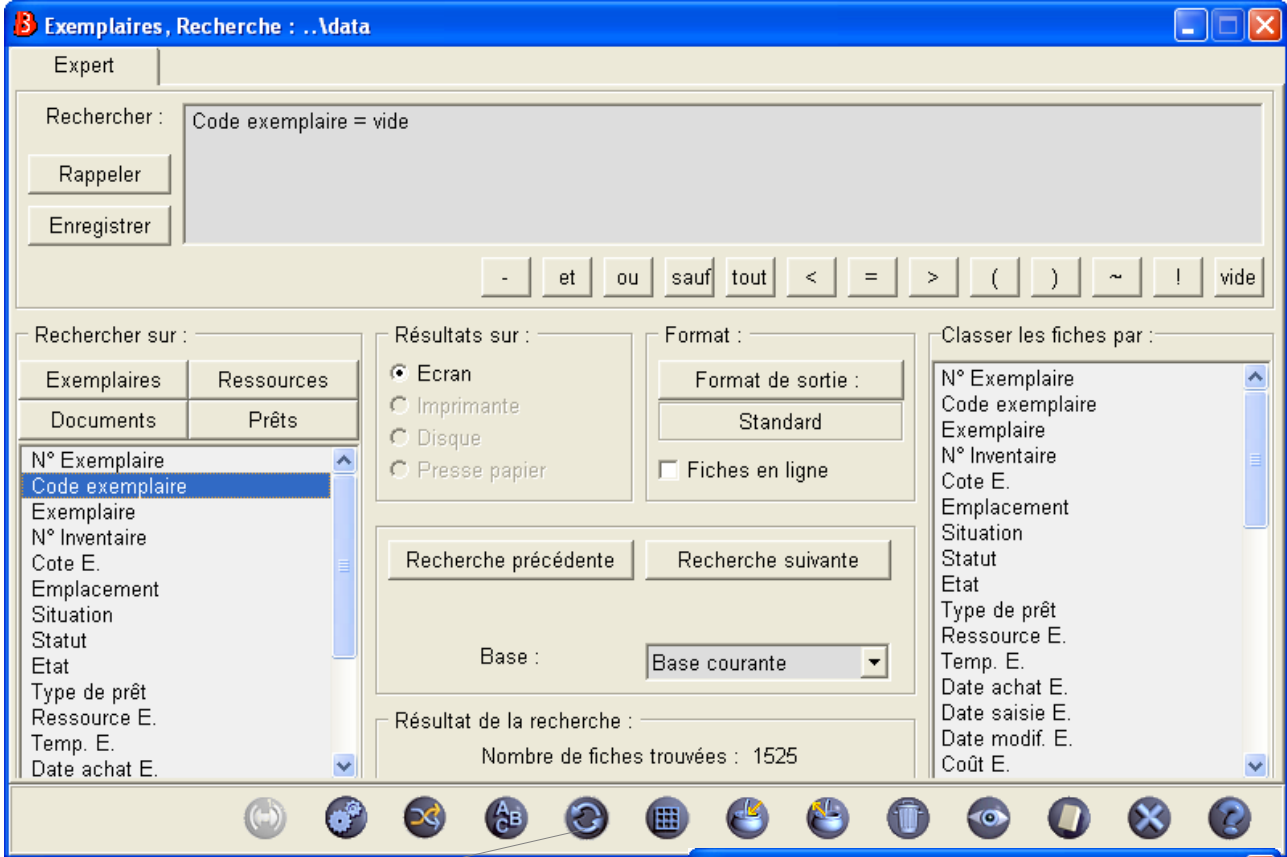 Exemplaires, Recherche : ..\data
Expert
Rechercher :
Code exemplaire = vide
Rappeler
Enregistrer
- et ou sauf tout < = > ( ) ~ ! vide
Rechercher sur :
Exemplaires Ressources
Documents Prêts
N° Exemplaire
Code exemplaire
Exemplaire
N° Inventaire
Cote E.
Emplacement
Situation
Statut
Etat
Type de prêt
Ressource E.
Temp. E.
Date achat E.
Résultats sur :
Ecran
Imprimante
Disque
Presse papier
Format :
Format de sortie :
Standard
Fiches en ligne
Recherche précédente Recherche suivante
Base : Base courante
Résultat de la recherche :
Nombre de fiches trouvées : 1525
Classer les fiches par :
N° Exemplaire
Code exemplaire
Exemplaire
N° Inventaire
Cote E.
Emplacement
Situation
Statut
Etat
Type de prêt
Ressource E.
Temp. E.
Date achat E.
Date saisie E.
Date modif. E.
Coût E.